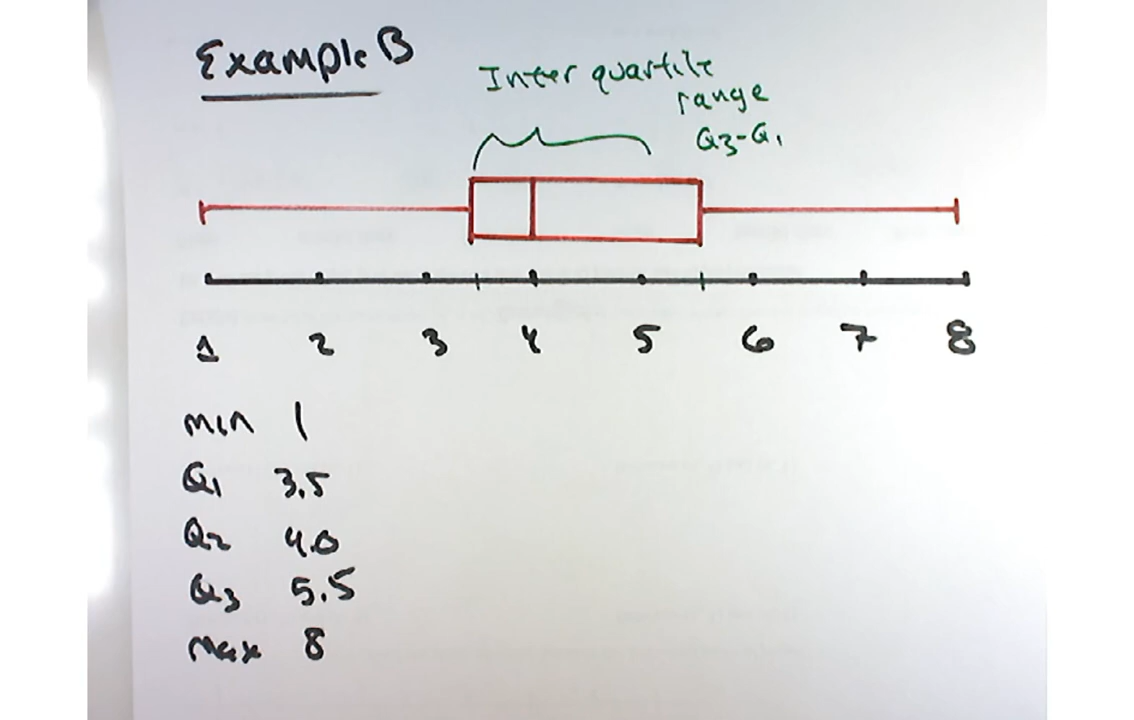 Example B
Inter quartile
range
Q3-Q1
1 2 3 4 5 6 7 8
min 1
Q1 3.5
Q2 4.0
Q3 5.5
Max 8